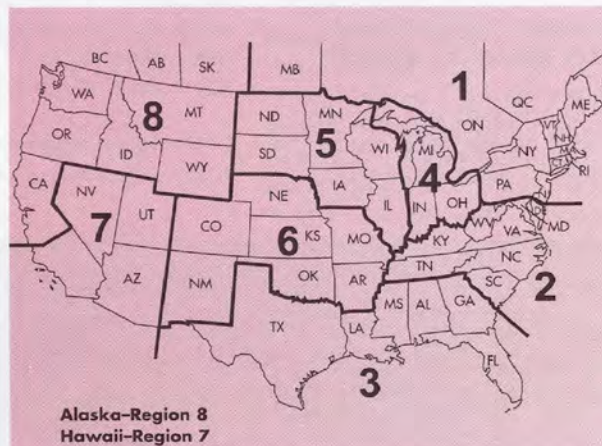 BC AB SK MB
1
QC ME
WA MT ND MN ON VT NH
8 5
OR ID SD WI MI NY MA
WY 4 RI
CA NV IA PA
NE IL IN OH
7 UT CO 6 KS MO WV VA MD
KY
AZ NM OK AR TN NC 2
SC
TX LA MS AL GA
3 FL
Alaska–Region 8
Hawaii–Region 7